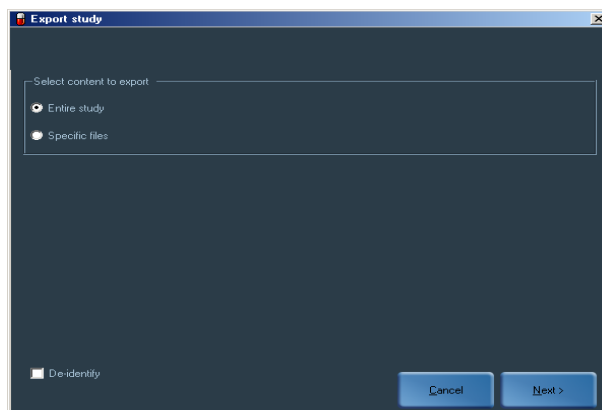 Export study
Select content to export
Entire study
Specific files
De-identify
Cancel
Next >